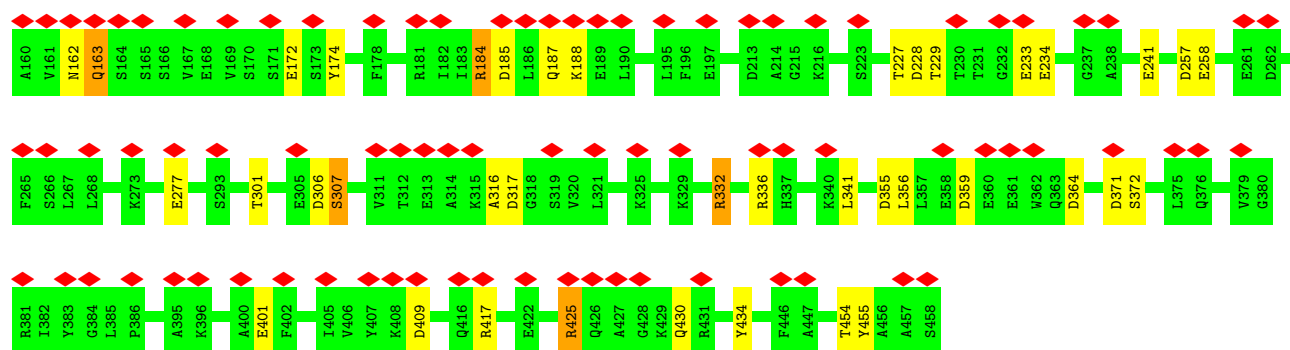 A160 V161 N162 Q163 S164 S165 S166 V167 E168 V169 S170 S171 E172 S173 Y174 F178 R181 I182 I183 R184 D185 L186 Q187 K188 E189 L190 L195 F196 E197 D213 A214 G215 K216 S223 T227 D228 T229 T230 T231 G232 E233 E234 G237 A238 E241 D257 E258 E261 D262
F265 S266 L267 L268 K273 E277 S293 T301 E305 D306 S307 V311 T312 E313 A314 K315 A316 D317 G318 S319 V320 L321 K325 K329 R332 R336 H337 K340 L341 D355 L356 L357 E358 D359 E360 E361 W362 Q363 D364 D371 S372 L375 Q376 V379 G380
R381 I382 Y383 G384 L385 P386 A395 K396 A400 E401 F402 I405 V406 Y407 K408 D409 Q416 R417 E422 R425 Q426 A427 G428 K429 Q430 R431 Y434 F446 A447 T454 Y455 A456 A457 S458